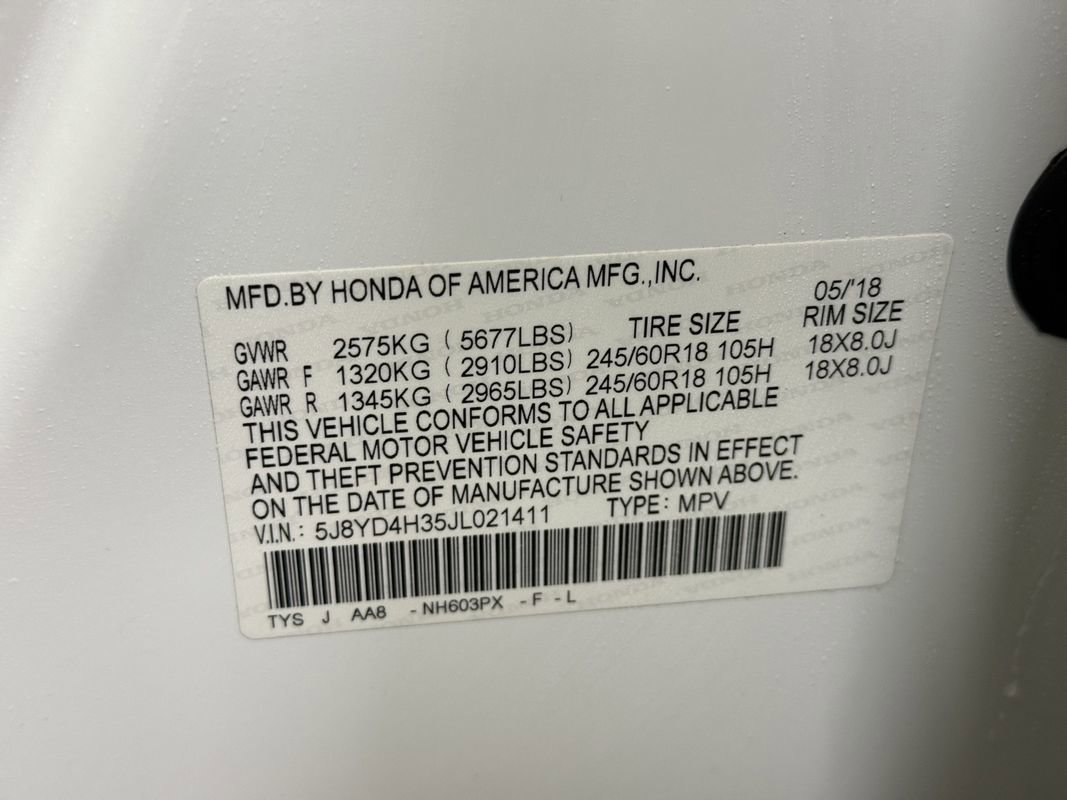 MFD.BY HONDA OF AMERICA MFG.,INC.
05/'18
TIRE SIZE RIM SIZE
GVWR 2575KG ( 5677LBS)
GAWR F 1320KG ( 2910LBS) 245/60R18 105H 18X8.0J
GAWR R 1345KG ( 2965LBS) 245/60R18 105H 18X8.0J
THIS VEHICLE CONFORMS TO ALL APPLICABLE
FEDERAL MOTOR VEHICLE SAFETY
AND THEFT PREVENTION STANDARDS IN EFFECT
ON THE DATE OF MANUFACTURE SHOWN ABOVE.
V.I.N.: 5J8YD4H35JL021411 TYPE: MPV
TYS J AA8 -NH603PX -F -L